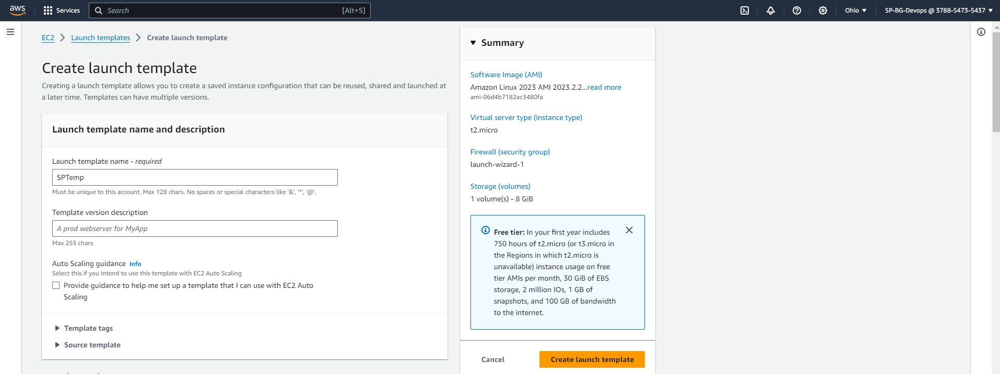 aws
Services
Search
[Alt+S]
Ohio
SP-BG-Devops @ 3788-5473-5437
EC2
Launch templates
Create launch template
Create launch template
Creating a launch template allows you to create a saved instance configuration that can be reused, shared and launched at
a later time. Templates can have multiple versions.
Launch template name and description
Launch template name - required
SPTemp
Must be unique to this account. Max 128 chars. No spaces or special characters like '&', '*', '@'.
Template version description
A prod webserver for MyApp
Max 255 chars
Auto Scaling guidance Info
Select this if you intend to use this template with EC2 Auto Scaling
Provide guidance to help me set up a template that I can use with EC2 Auto
Scaling
Template tags
Source template
Summary
Software Image (AMI)
Amazon Linux 2023 AMI 2023.2.2...read more
ami-06d4b7182ac3480fa
Virtual server type (instance type)
t2.micro
Firewall (security group)
launch-wizard-1
Storage (volumes)
1 volume(s) - 8 GiB
Free tier: In your first year includes
750 hours of t2.micro (or t3.micro in
the Regions in which t2.micro is
unavailable) instance usage on free
tier AMIs per month, 30 GiB of EBS
storage, 2 million IOs, 1 GB of
snapshots, and 100 GB of bandwidth
to the internet.
Cancel
Create launch template